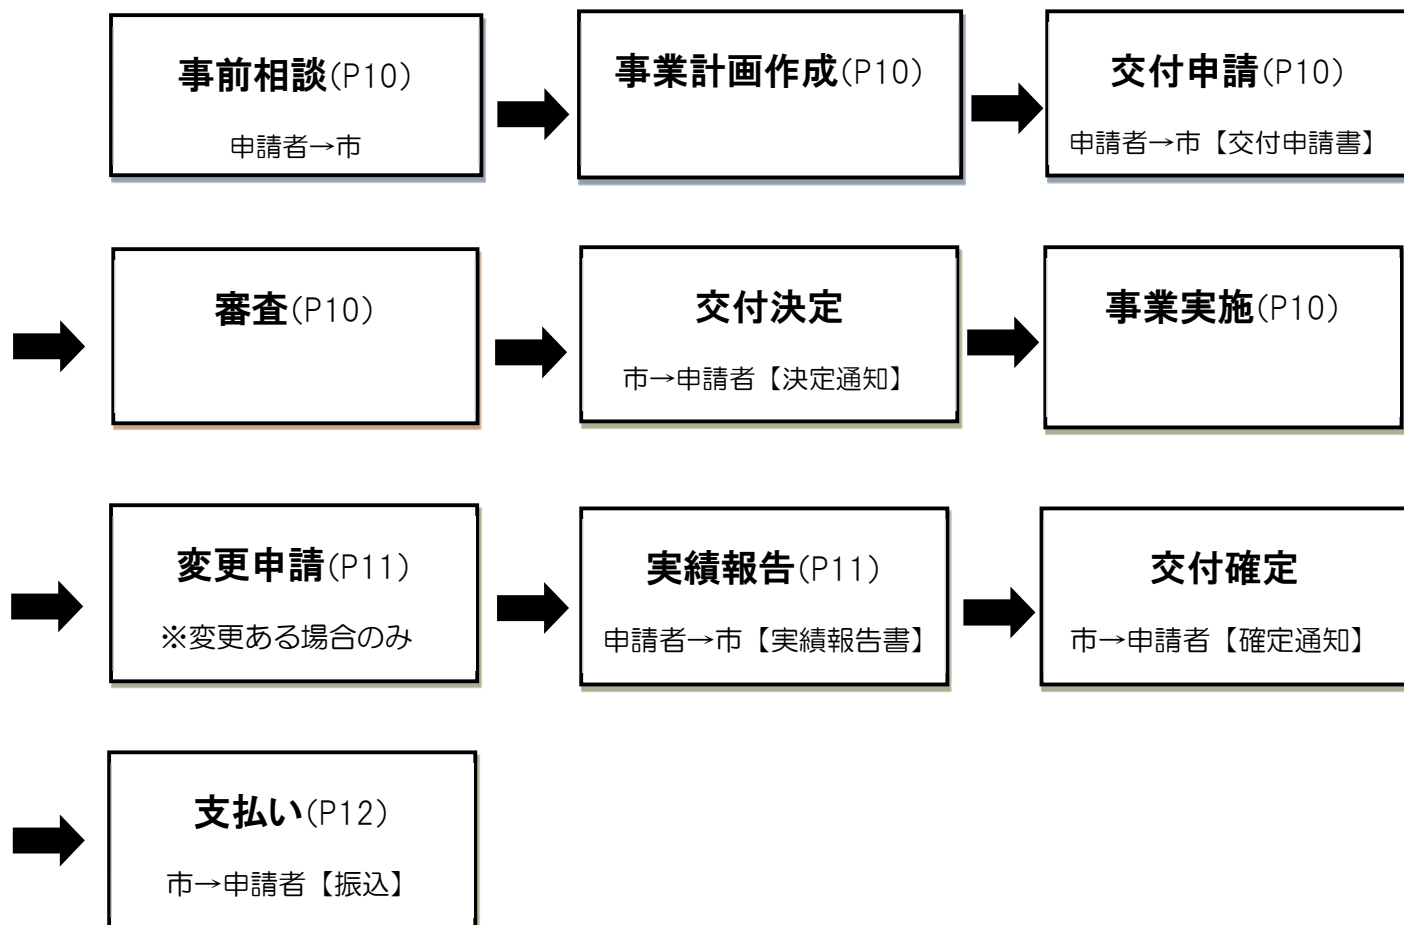 事前相談(P10)
申請者→市
事業計画作成(P10)
交付申請(P10)
申請者→市【交付申請書】
審査(P10)
交付決定
市→申請者【決定通知】
事業実施(P10)
変更申請(P11)
※変更ある場合のみ
実績報告(P11)
申請者→市【実績報告書】
交付確定
市→申請者【確定通知】
支払い(P12)
市→申請者【振込】